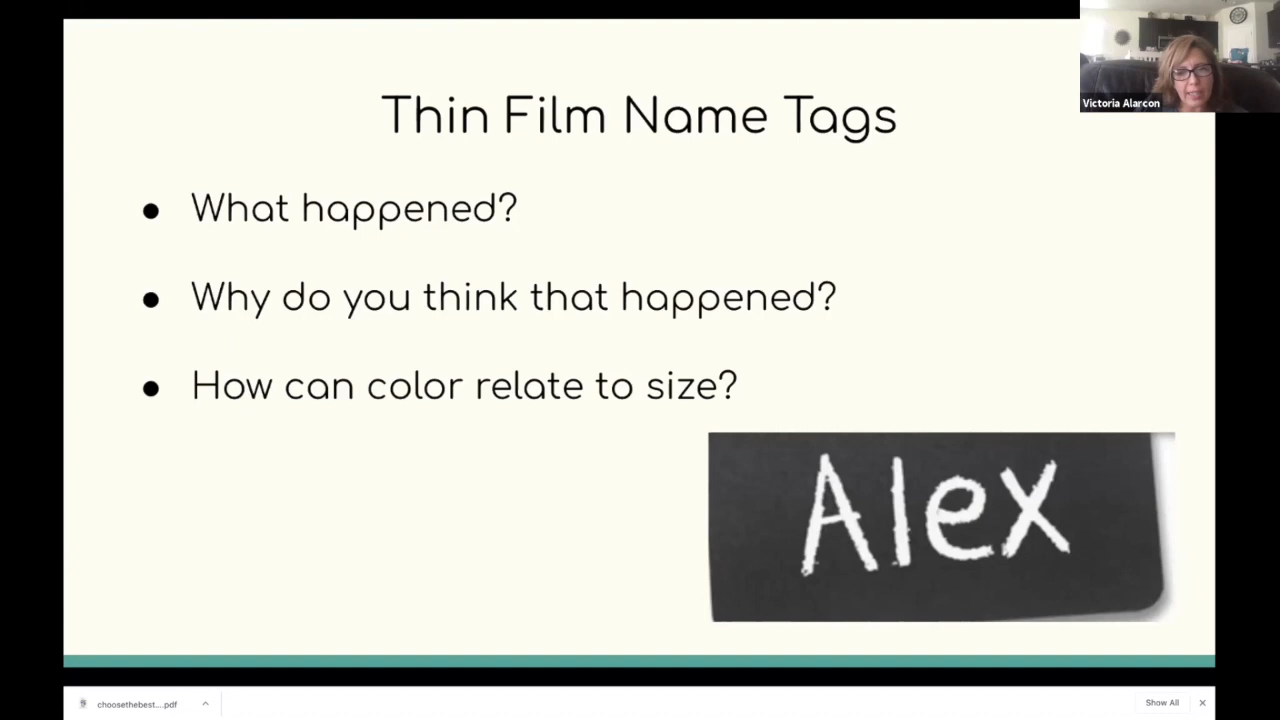 Victoria Alarcon
Thin Film Name Tags
● What happened?
● Why do you think that happened?
● How can color relate to size?
Alex
choosethebest....pdf
Show All